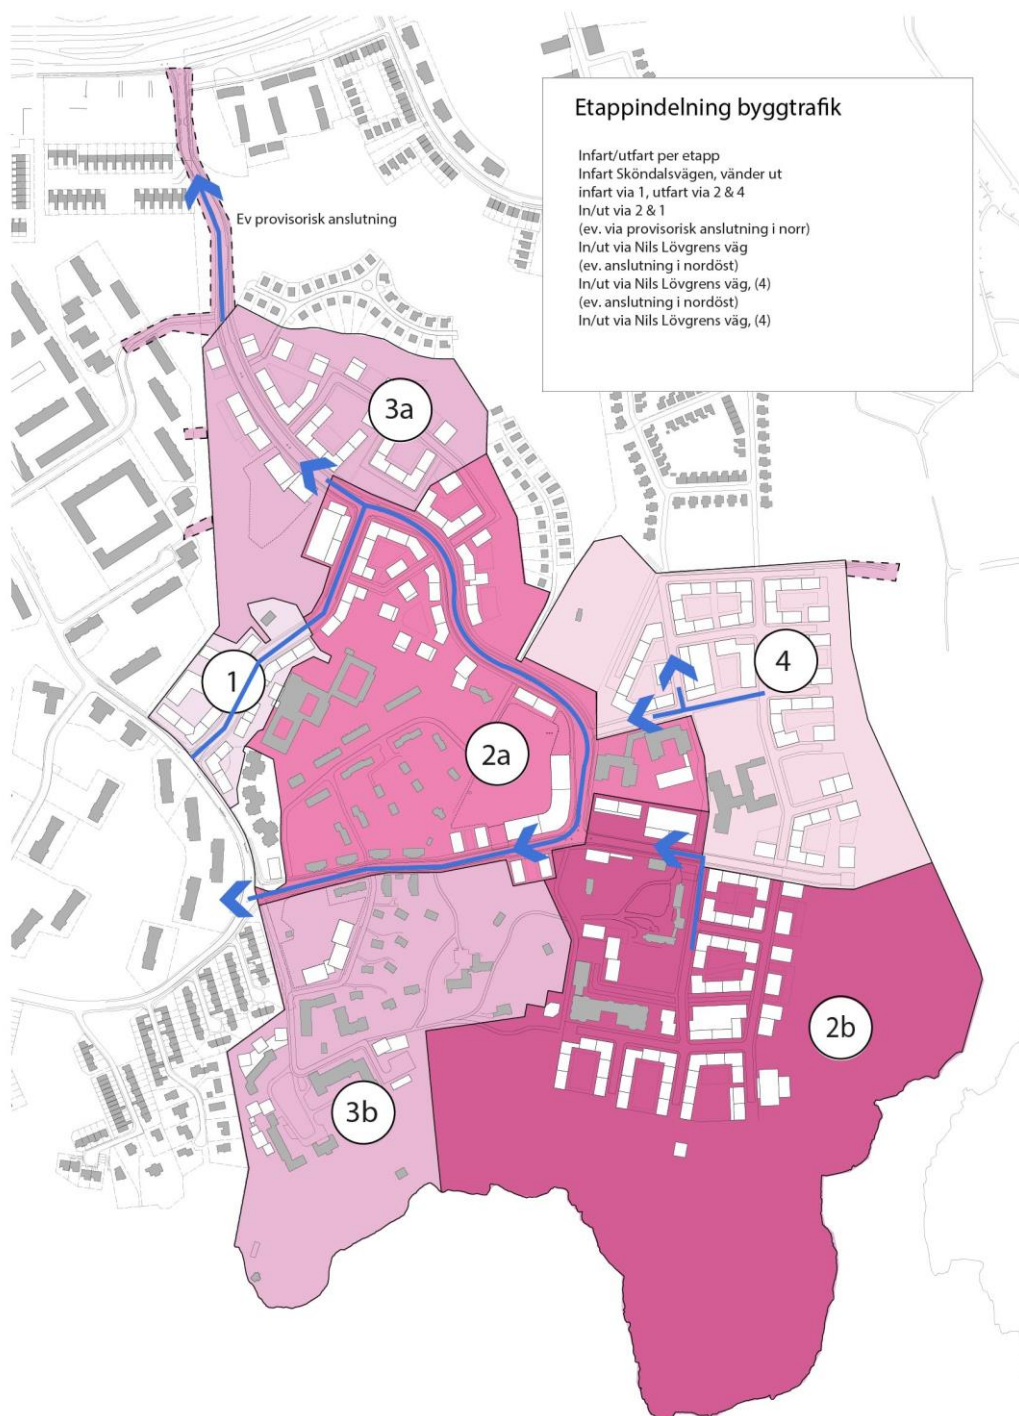 Etappindelning byggtrafik
Infart/utfart per etapp
Infart Sköndalsvägen, vänder ut
infart via 1, utfart via 2 & 4
In/ut via 2 & 1
(ev. via provisorisk anslutning i norr)
In/ut via Nils Lövgrens väg
(ev. anslutning i nordöst)
In/ut via Nils Lövgrens väg, (4)
(ev. anslutning i nordöst)
In/ut via Nils Lövgrens väg, (4)
Ev provisorisk anslutning
3a
1
4
2a
2b
3b